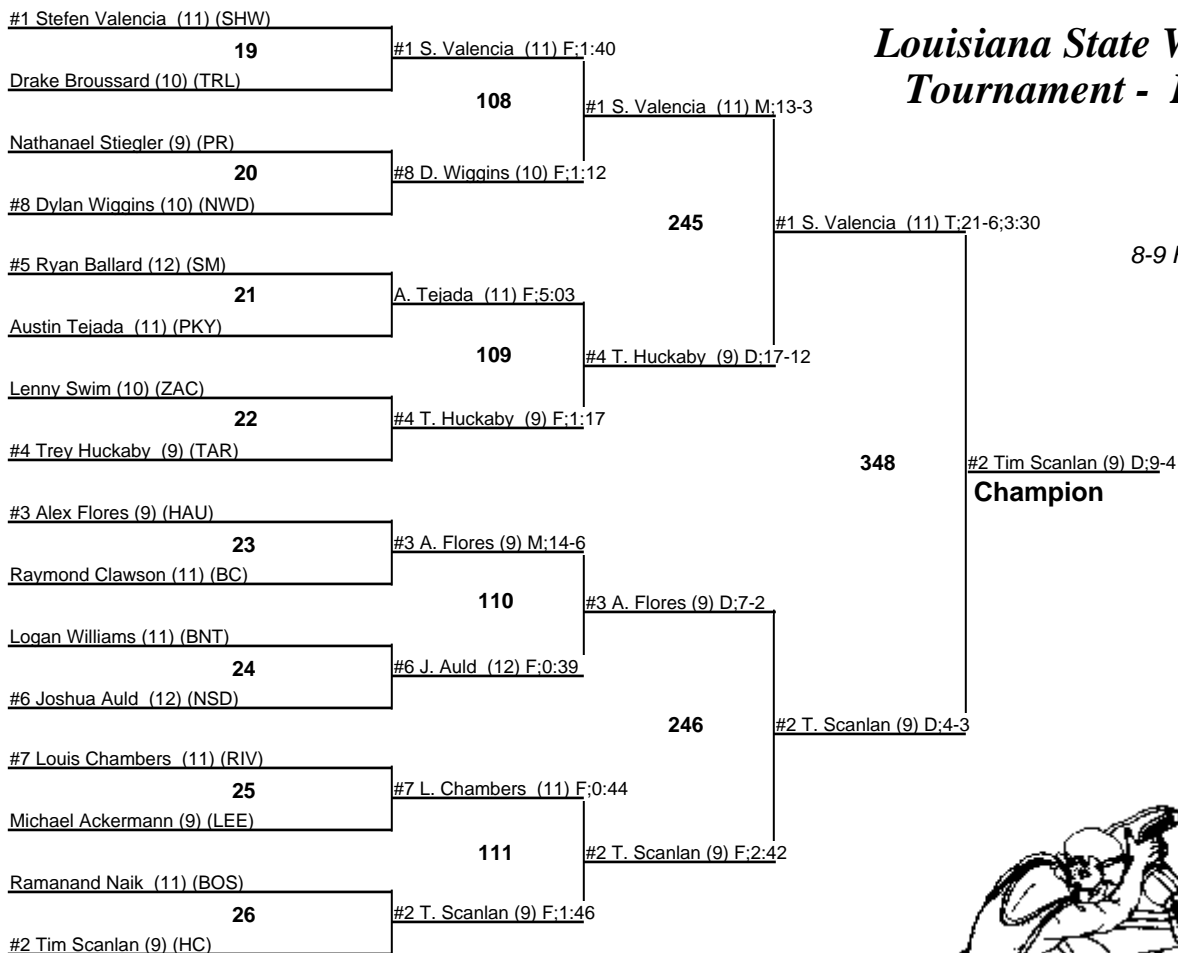 #1 Stefen Valencia (11) (SHW)
19
Drake Broussard (10) (TRL)
Nathanael Stiegler (9) (PR)
20
#8 Dylan Wiggins (10) (NWD)
#5 Ryan Ballard (12) (SM)
21
Austin Tejada (11) (PKY)
Lenny Swim (10) (ZAC)
22
#4 Trey Huckaby (9) (TAR)
#3 Alex Flores (9) (HAU)
23
Raymond Clawson (11) (BC)
Logan Williams (11) (BNT)
24
#6 Joshua Auld (12) (NSD)
#7 Louis Chambers (11) (RIV)
25
Michael Ackermann (9) (LEE)
Ramanand Naik (11) (BOS)
26
#2 Tim Scanlan (9) (HC)
#1 S. Valencia (11) F;1:40
108
#8 D. Wiggins (10) F;1:12
A. Tejada (11) F;5:03
109
#4 T. Huckaby (9) F;1:17
#3 A. Flores (9) M;14-6
110
#6 J. Auld (12) F;0:39
#7 L. Chambers (11) F;0:44
111
#2 T. Scanlan (9) F;1:46
#1 S. Valencia (11) M;13-3
245
#4 T. Huckaby (9) D;17-12
#3 A. Flores (9) D;7-2
246
#2 T. Scanlan (9) F;2:42
#1 S. Valencia (11) T;21-6;3:30
348
#2 T. Scanlan (9) D;4-3
#2 Tim Scanlan (9) D;9-4
Champion
Louisiana State
Tournament -
8-9